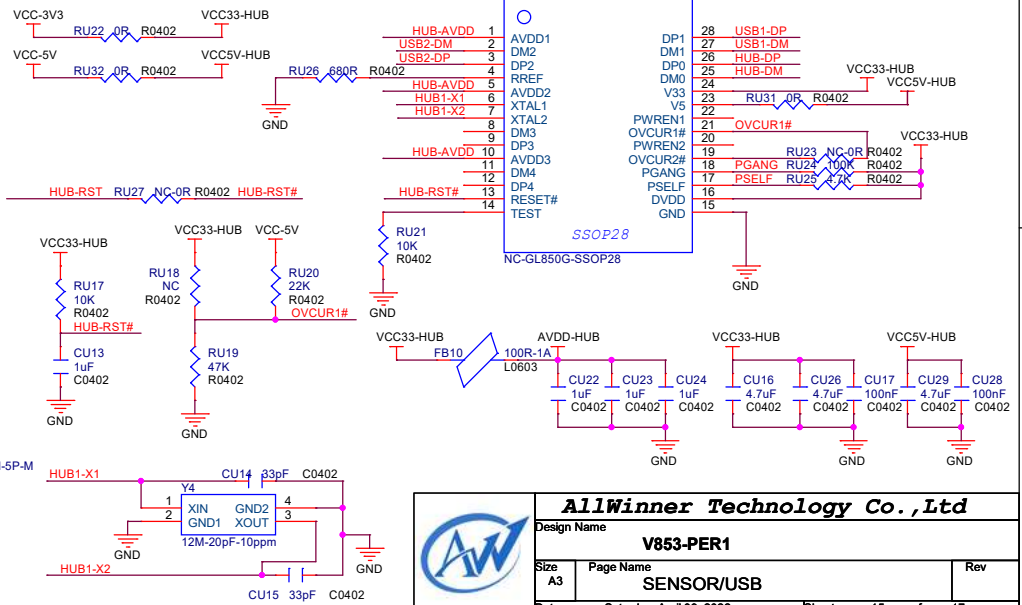 VCC-3V3 VCC33-HUB
RU22 0R R0402
VCC-5V VCC5V-HUB
RU32 0R R0402
RU26 680R R0402
GND
HUB-AVDD 1 AVDD1 DP1 28 USB1-DP
USB2-DM 2 DM2 DM1 27 USB1-DM
USB2-DP 3 DP2 DP0 26 HUB-DP
4 RREF DM0 25 HUB-DM
HUB-AVDD 5 AVDD2 V33 24 VCC33-HUB
HUB1-X1 6 XTAL1 V5 23 RU31 0R R0402 VCC5V-HUB
HUB1-X2 7 XTAL2 PWREN1 22
8 DM3 OVCUR1# 21 OVCUR1#
9 DP3 PWREN2 20 VCC33-HUB
HUB-AVDD 10 AVDD3 OVCUR2# 19 RU23 NC-0R R0402
11 DM4 PGANG 18 PGANG RU24 100K R0402
12 DP4 PSELF 17 PSELF RU25 4.7K R0402
HUB-RST# 13 RESET# DVDD 16
14 TEST GND 15
SSOP28
NC-GL850G-SSOP28
GND
HUB-RST RU27 NC-0R R0402 HUB-RST#
RU21
10K
R0402
GND
VCC33-HUB
RU17
10K
R0402
HUB-RST#
CU13
1uF
C0402
GND
VCC33-HUB VCC-5V
RU18
NC
R0402
RU20
22K
R0402
OVCUR1#
RU19
47K
R0402
GND
VCC33-HUB AVDD-HUB
FB10 100R-1A
L0603
CU22 CU23 CU24
1uF 1uF 1uF
C0402 C0402 C0402
GND
VCC33-HUB
CU16 CU26 CU17
4.7uF 4.7uF 100nF
C0402 C0402 C0402
GND
VCC5V-HUB
CU29 CU28
4.7uF 100nF
C0402 C0402
GND
-5P-M
HUB1-X1
CU14 33pF C0402
Y4
1 XIN GND2 4
2 GND1 XOUT 3
12M-20pF-10ppm
GND
GND
HUB1-X2
CU15 33pF C0402
AW
AllWinner Technology Co.,Ltd
Design Name
V853-PER1
Size Page Name Rev
A3 SENSOR/USB